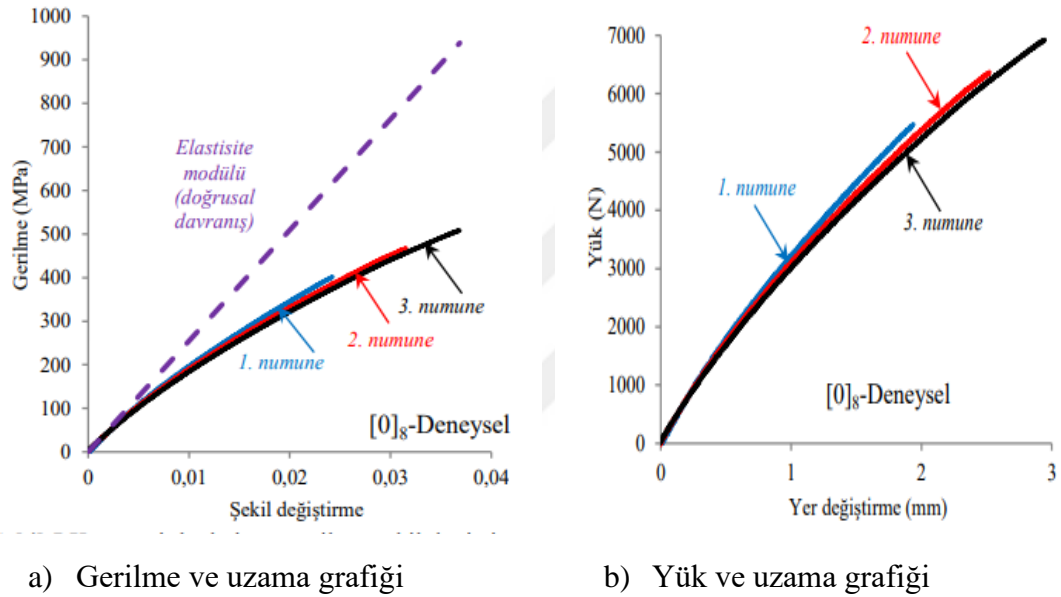 1000
900
800
700
600
500
400
300
200
100
0
Gerilme (MPa)
Elastisite
modülü
(doğrusal
davranış)
3. numune
2. numune
1. numune
[0]8-Deneysel
0 0,01 0,02 0,03 0,04
Şekil değiştirme
7000
6000
5000
4000
3000
2000
1000
0
Yük (N)
2. numune
1. numune
3. numune
[0]8-Deneysel
0 1 2 3
Yer değiştirme (mm)
a) Gerilme ve uzama grafiği
b) Yük ve uzama grafiği